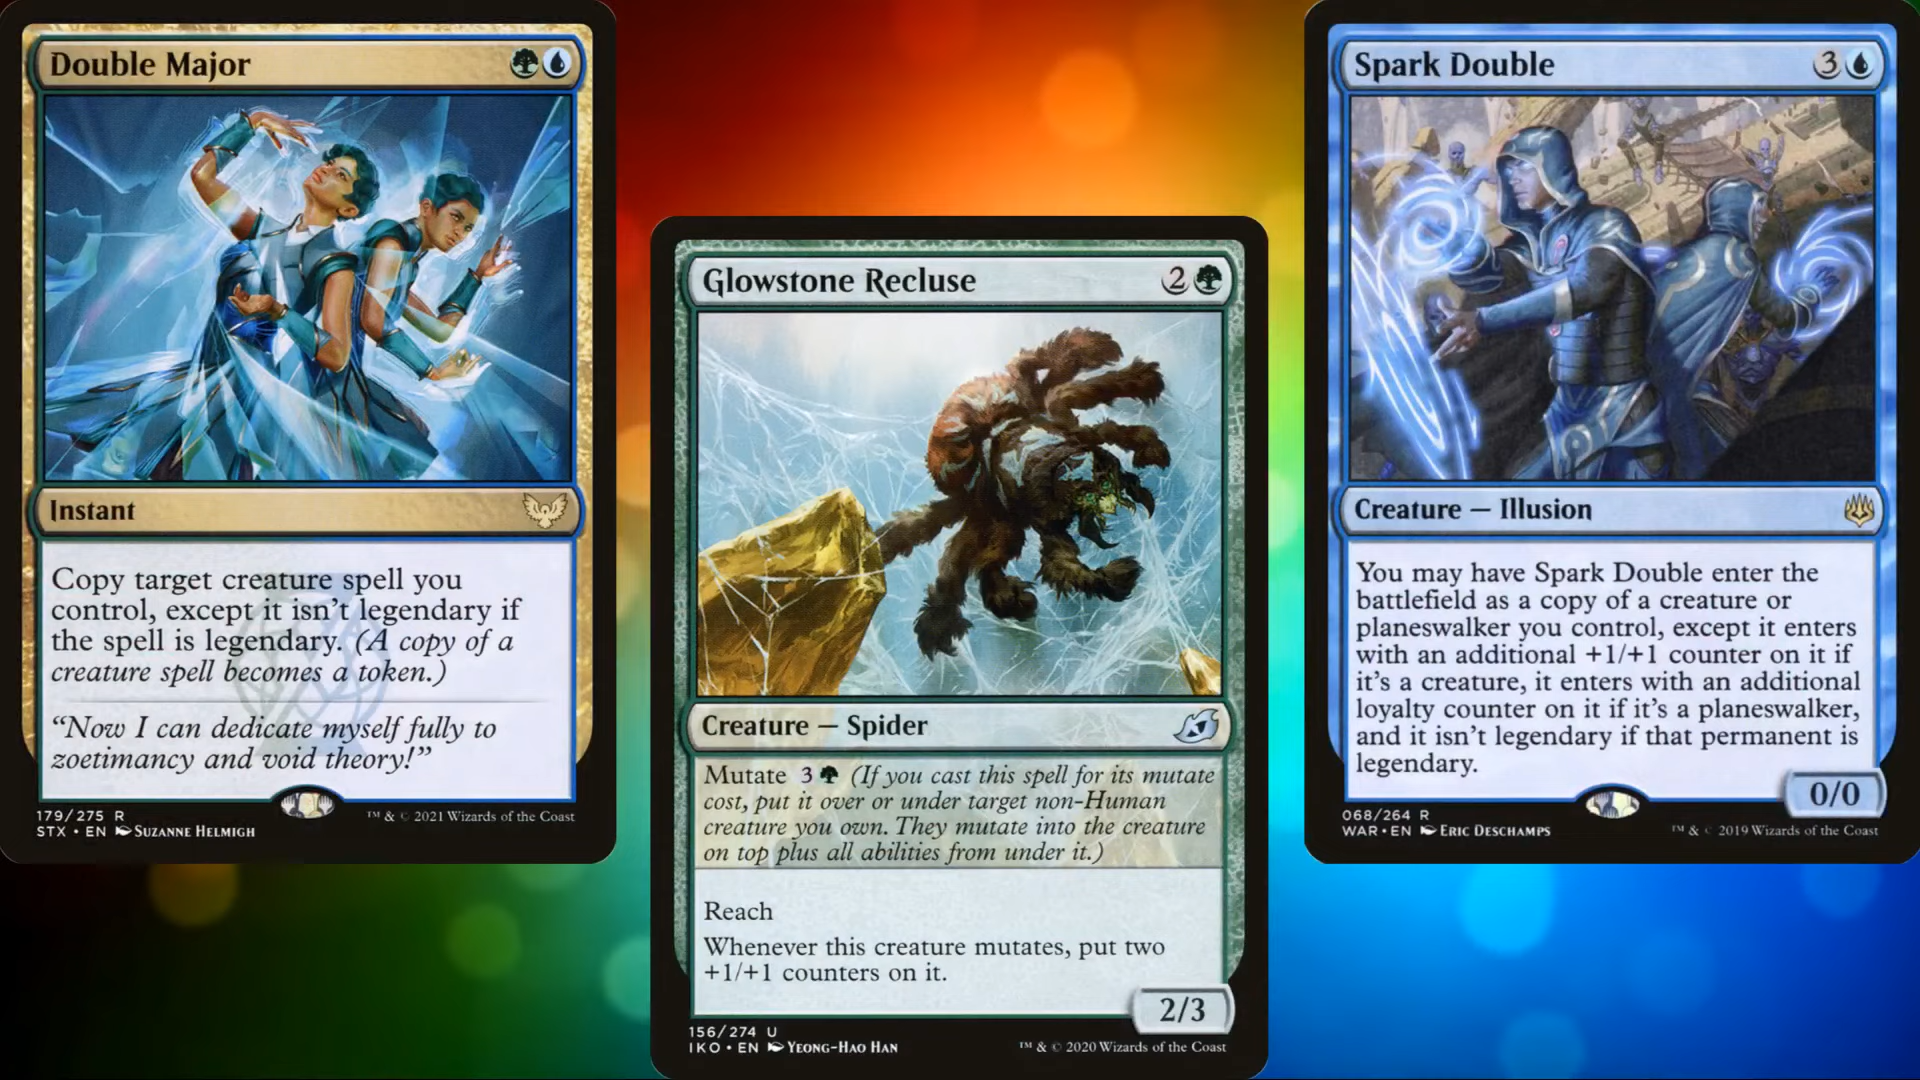 Double Major
Instant
Copy target creature spell you
control, except it isn't legendary if
the spell is legendary. (A copy of a
creature spell becomes a token.)
"Now I can dedicate myself fully to
zoetimancy and void theory!"
179/275 R
STX • EN SUZANNE HELMIGH
™ & © 2021 Wizards of the Coast
Glowstone Recluse 2
Creature — Spider
Mutate 3 (If you cast this spell for its mutate
cost, put it over or under target non-Human
creature you own. They mutate into the creature
on top plus all abilities from under it.)
Reach
Whenever this creature mutates, put two
+1/+1 counters on it.
2/3
156/274 U
IKO • EN YEONG-HAO HAN
™ & © 2020 Wizards of the Coast
Spark Double 3
Creature — Illusion
You may have Spark Double enter the
battlefield as a copy of a creature or
planeswalker you control, except it enters
with an additional +1/+1 counter on it if
it's a creature, it enters with an additional
loyalty counter on it if it's a planeswalker,
and it isn't legendary if that permanent is
legendary.
0/0
068/264 R
WAR • EN ERIC DESCHAMPS
™ & © 2019 Wizards of the Coast